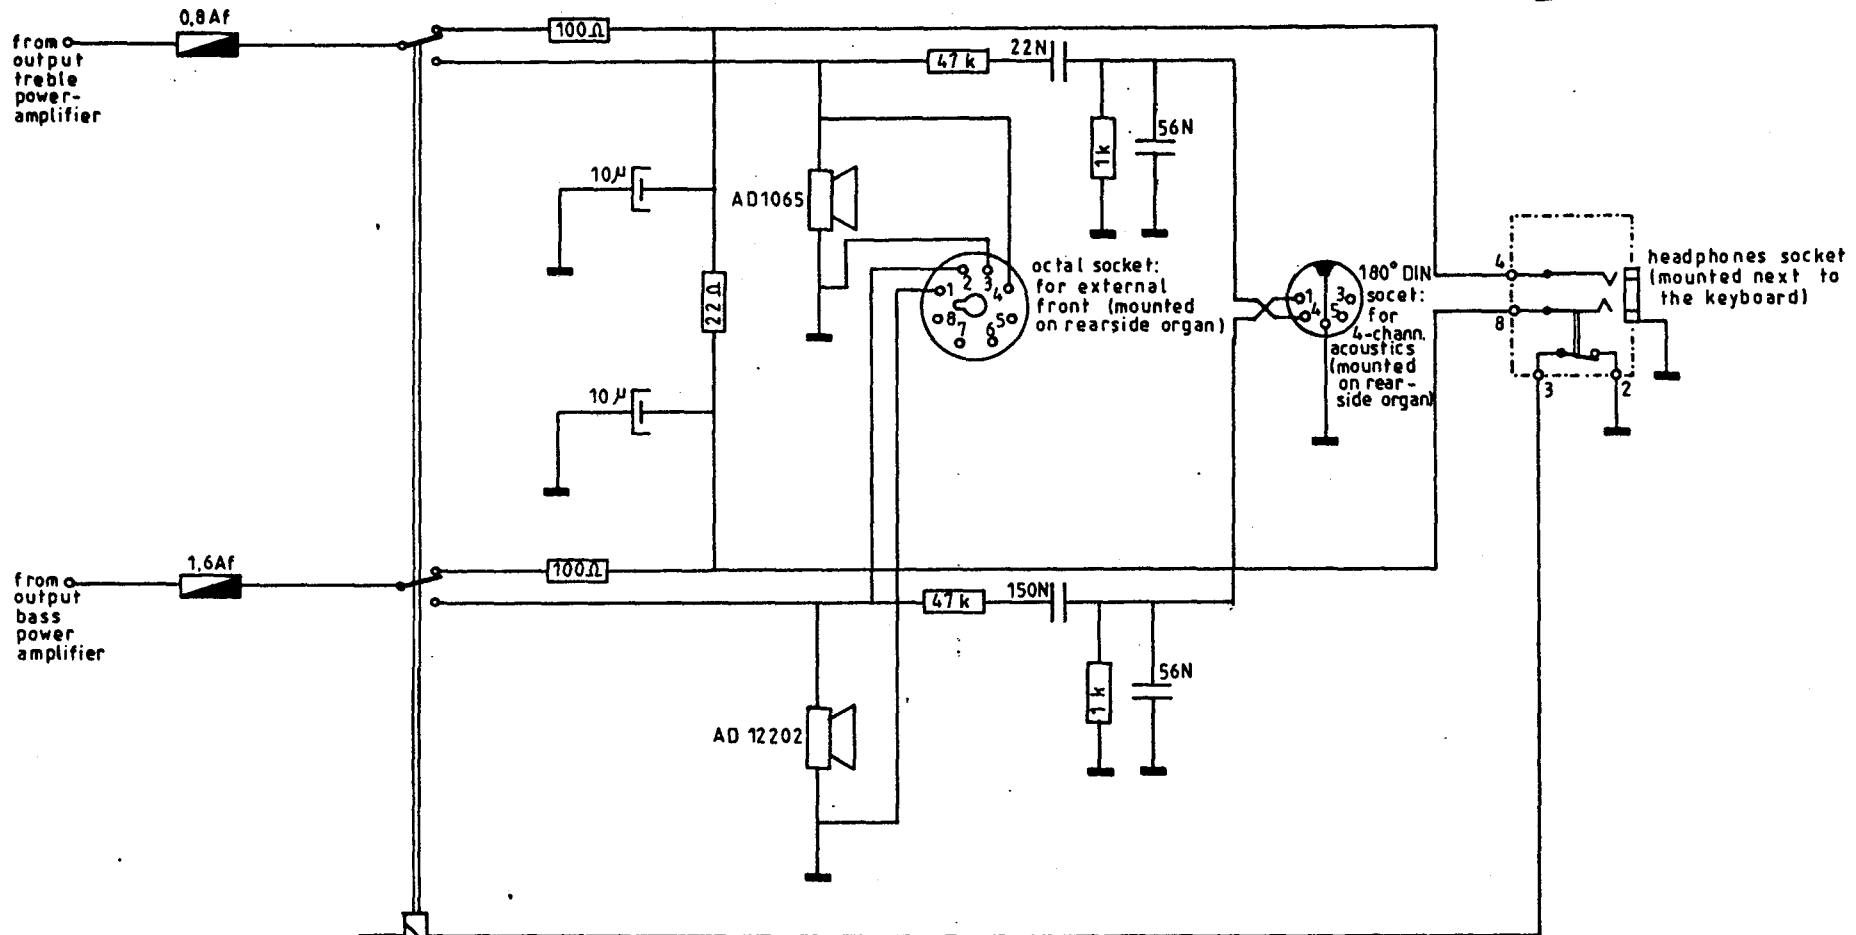 0,8Af
from
output
treble
power-
amplifier
100Ω
47 k
22N
1k
56N
10µ
AD1065
22Ω
10µ
octal socket:
for external
front (mounted
on rearside organ)
1
2
3
4
5
6
7
8
180° DIN
socet:
for
4-chann.
acoustics
(mounted
on rear-
side organ)
1
4
3
5
headphones socket
(mounted next to
the keyboard)
4
8
3
2
1,6Af
from
output
bass
power
amplifier
100Ω
47 k
150N
1 k
56N
AD 12202